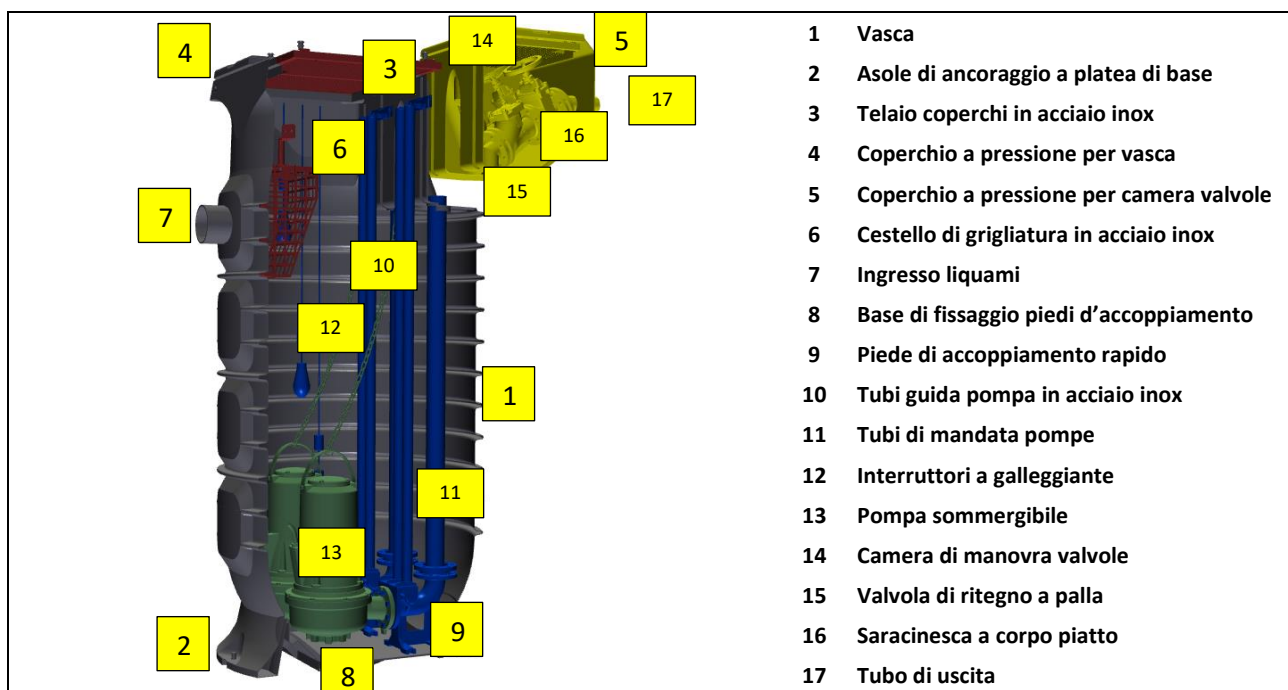 4
3
14
5
17
6
16
7
15
10
12
1
11
13
2
9
8
1 Vasca
2 Asole di ancoraggio a platea di base
3 Telaio coperchi in acciaio inox
4 Coperchio a pressione per vasca
5 Coperchio a pressione per camera valvole
6 Cestello di grigliatura in acciaio inox
7 Ingresso liquami
8 Base di fissaggio piedi d’accoppiamento
9 Piede di accoppiamento rapido
10 Tubi guida pompa in acciaio inox
11 Tubi di mandata pompe
12 Interruttori a galleggiante
13 Pompa sommergibile
14 Camera di manovra valvole
15 Valvola di ritegno a palla
16 Saracinesca a corpo piatto
17 Tubo di uscita